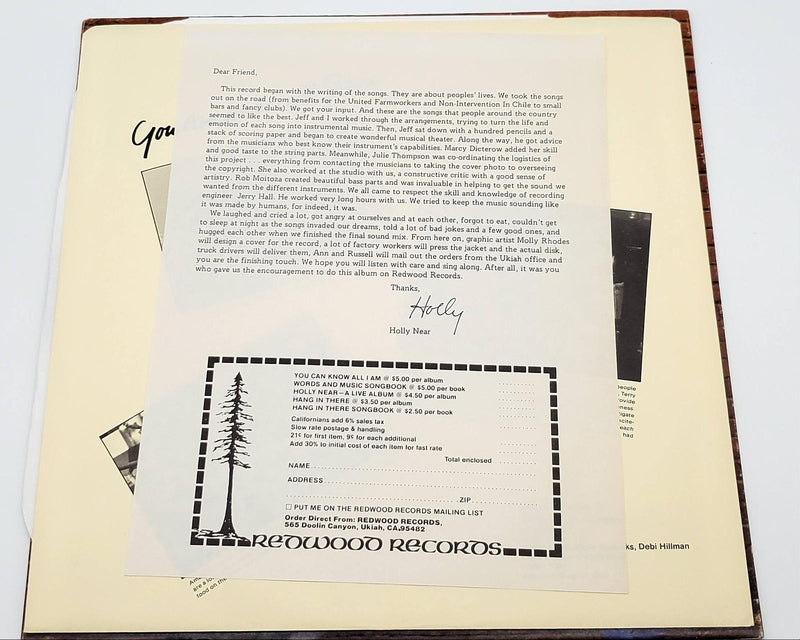 Dear Friend,
This record began with the writing of the songs. They are about peoples' lives. We took the songs
out on the road (from benefits for the United Farmworkers and Non-Intervention In Chile to small
bars and fancy clubs). We got your input. And these are the songs that people around the country
seemed to like the best. Jeff and I worked through the arrangements, trying to turn the life and
emotion of each song into instrumental music. Then, Jeff sat down with a hundred pencils and a
stack of scoring paper and began to create wonderful musical theater. Along the way, he got advice
from the musicians who best know their instrument's capabilities. Marcy Dicterow added her skill
and good taste to the string parts. Meanwhile, Julie Thompson was co-ordinating the logistics of
this project . . . everything from contacting the musicians to taking the cover photo to overseeing
the copyright. She also worked at the studio with us, a constructive critic with a good sense of
artistry. Rob Moitoza created beautiful bass parts and was invaluable in helping to get the sound we
wanted from the different instruments. We all came to respect the skill and knowledge of recording
engineer Jerry Hall. He worked very long hours with us. We tried to keep the music sounding like
it was made by humans, for indeed, it was.
We laughed and cried a lot, got angry at ourselves and at each other, forgot to eat, couldn't get
to sleep at night as the songs invaded our dreams, told a lot of bad jokes and a few good ones, and
hugged each other when we finished the final sound mix. From here on, graphic artist Molly Rhodes
will design a cover for the record, a lot of factory workers will press the jacket and the actual disk,
truck drivers will deliver them, Ann and Russell will mail out the orders from the Ukiah office and
you are the finishing touch. We hope you will listen with care and sing along. After all, it was you
who gave us the encouragement to do this album on Redwood Records.
Thanks,
Holly
Holly Near
YOU CAN KNOW ALL I AM @ $5.00 per album
WORDS AND MUSIC SONGBOOK @ $5.00 per book
HOLLY NEAR—A LIVE ALBUM @ $4.50 per album
HANG IN THERE @ $3.50 per album
HANG IN THERE SONGBOOK @ $2.50 per book
Californians add 6% sales tax
Slow rate postage & handling
21¢ for first item, 9¢ for each additional
Add 30% to initial cost of each item for fast rate
Total enclosed
NAME
ADDRESS
ZIP
PUT ME ON THE REDWOOD RECORDS MAILING LIST
Order Direct From: REDWOOD RECORDS,
565 Doolin Canyon, Ukiah, CA,95482
REDWOOD RECORDS
people
, Terry
had
ks, Debi Hillman
food on the